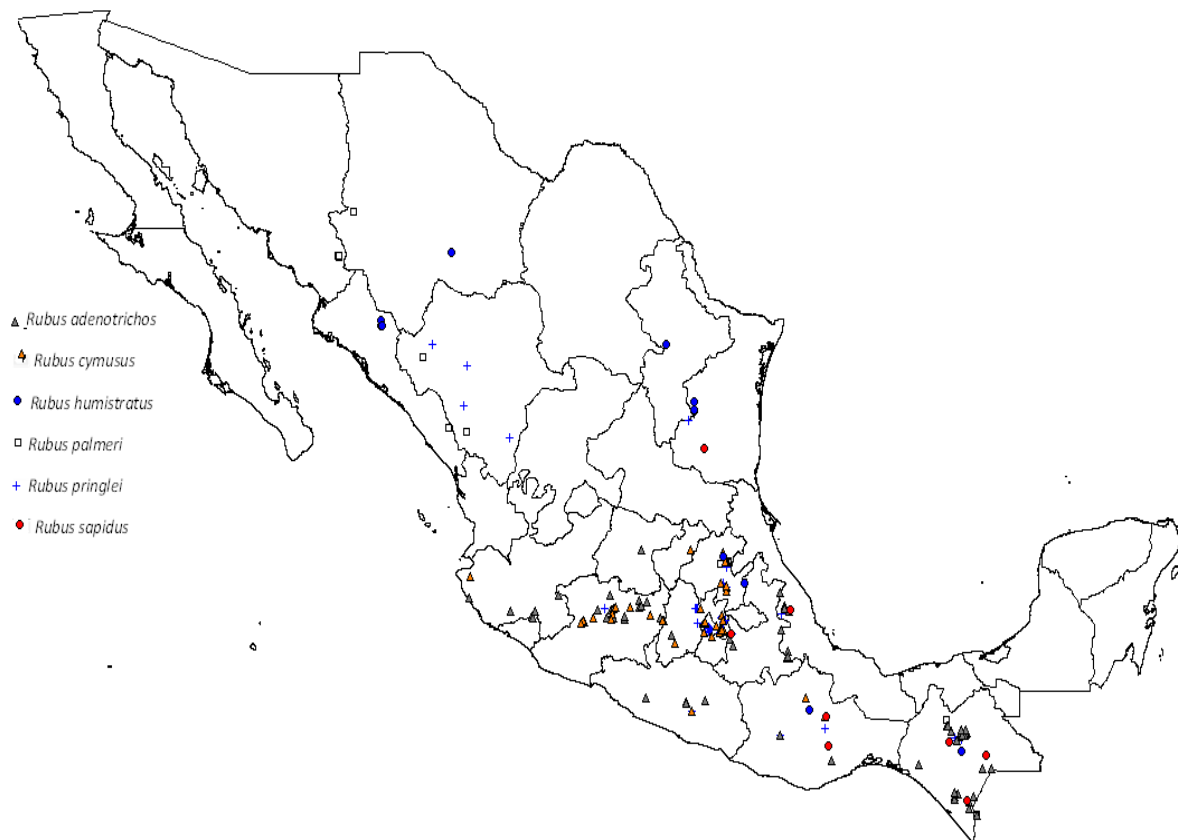 Rubus adenotrichos
Rubus cymusus
Rubus humistratus
Rubus palmeri
Rubus pringlei
Rubus sapidus